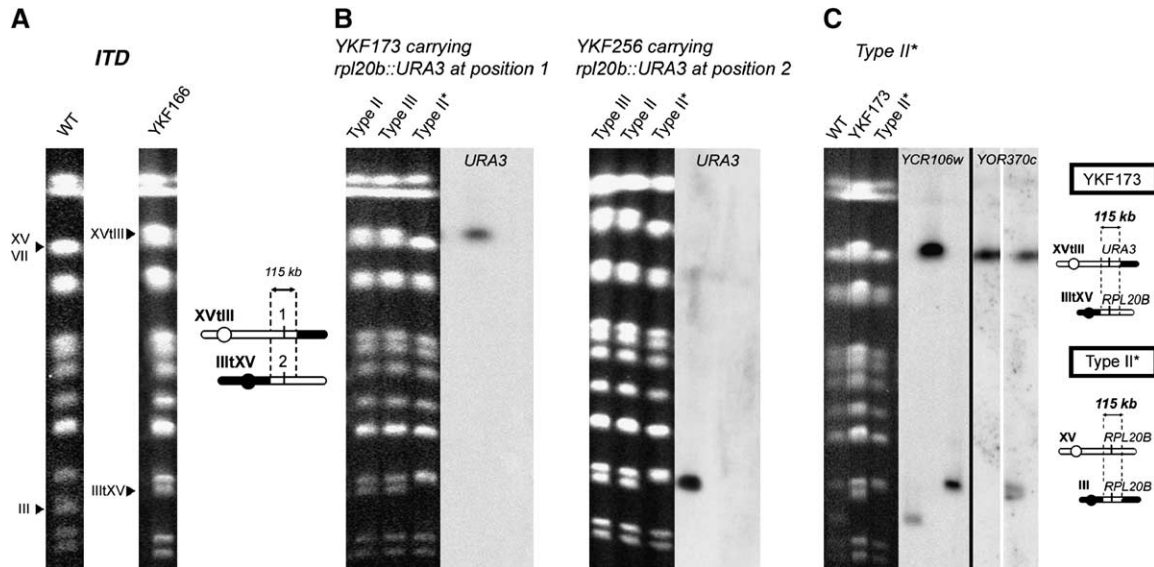 A
ITD
WT
YKF166
XV
VII
XVtIII
III
IIItXV
115 kb
XVtIII
1
IIItXV
2
B
YKF173 carrying
rpl20b::URA3 at position 1
Type II
Type III
Type II*
URA3
YKF256 carrying
rpl20b::URA3 at position 2
Type III
Type II
Type II*
URA3
C
Type II*
WT
YKF173
Type II*
YCR106w
YOR370c
YKF173
115 kb
XVtIII
URA3
IIItXV
RPL20B
Type II*
115 kb
XV
RPL20B
III
RPL20B